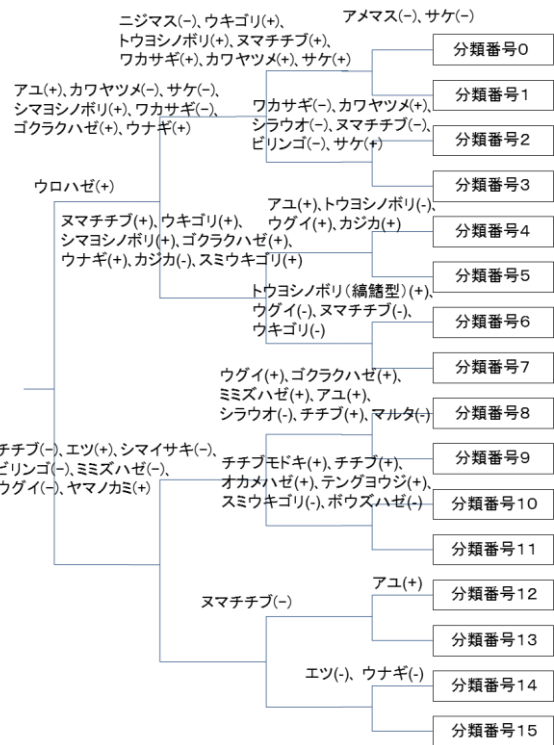 ニジマス(−)、ウキゴリ(+)、
トウヨシノボリ(+)、ヌマチチブ(+)、
ワカサギ(+)、カワヤツメ(+)、サケ(+)
アメマス(−)、サケ(−)
分類番号0
分類番号1
アユ(+)、カワヤツメ(−)、サケ(−)、
シマヨシノボリ(+)、ワカサギ(−)、
ゴクラクハゼ(+)、ウナギ(+)
ワカサギ(−)、カワヤツメ(+)、
シラウオ(−)、ヌマチチブ(−)、
ビリンゴ(−)、サケ(+)
分類番号2
分類番号3
ウロハゼ(+)
ヌマチチブ(+)、ウキゴリ(+)、
シマヨシノボリ(+)、ゴクラクハゼ(+)、
ウナギ(+)、カジカ(-)、スミウキゴリ(+)
アユ(+)、トウヨシノボリ(-)、
ウグイ(+)、カジカ(+)
分類番号4
分類番号5
トウヨシノボリ(縞鰭型)(+)、
ウグイ(-)、ヌマチチブ(-)、
ウキゴリ(-)
分類番号6
分類番号7
ウグイ(+)、ゴクラクハゼ(+)、
ミミズハゼ(+)、アユ(+)、
シラウオ(-)、チチブ(+)、マルタ(-)
分類番号8
分類番号9
チチブ(−)、エツ(+)、シマイサキ(−)、
ビリンゴ(−)、ミミズハゼ(−)、
ウグイ(−)、ヤマノカミ(+)
チチブモドキ(+)、チチブ(+)、
オカメハゼ(+)、テングヨウジ(+)、
スミウキゴリ(-)、ボウズハゼ(-)
分類番号10
分類番号11
ヌマチチブ(−)
アユ(+)
分類番号12
分類番号13
エツ(-)、ウナギ(-)
分類番号14
分類番号15